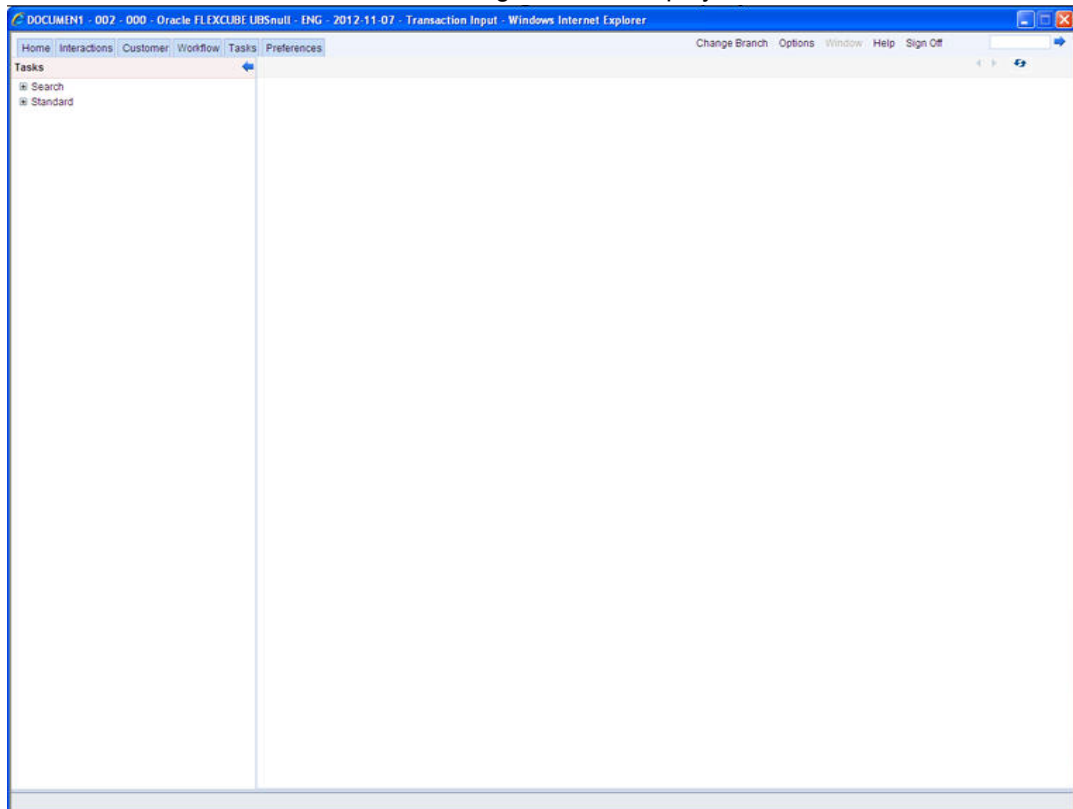 DOCUMENT1 - 002 - 000 - Oracle FLEXCUBE UBSnull - ENG - 2012-11-07 - Transaction Input - Windows Internet Explorer
Home Interactions Customer Workflow Tasks Preferences Change Branch Options Window Help Sign Off
Tasks
Search
Standard